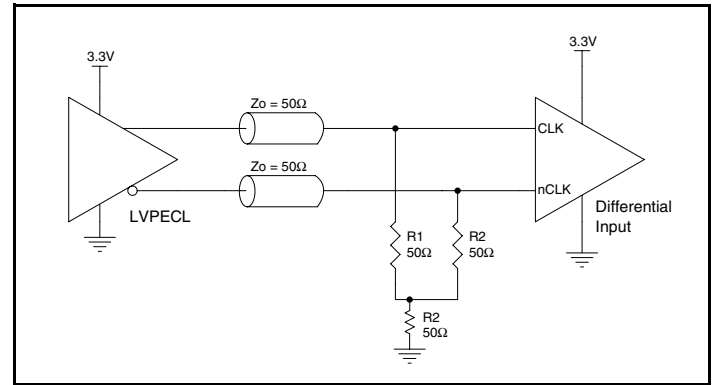 3.3V
3.3V
Zo = 50Ω
CLK
Zo = 50Ω
nCLK
LVPECL
Differential
Input
R1
50Ω
R2
50Ω
R2
50Ω